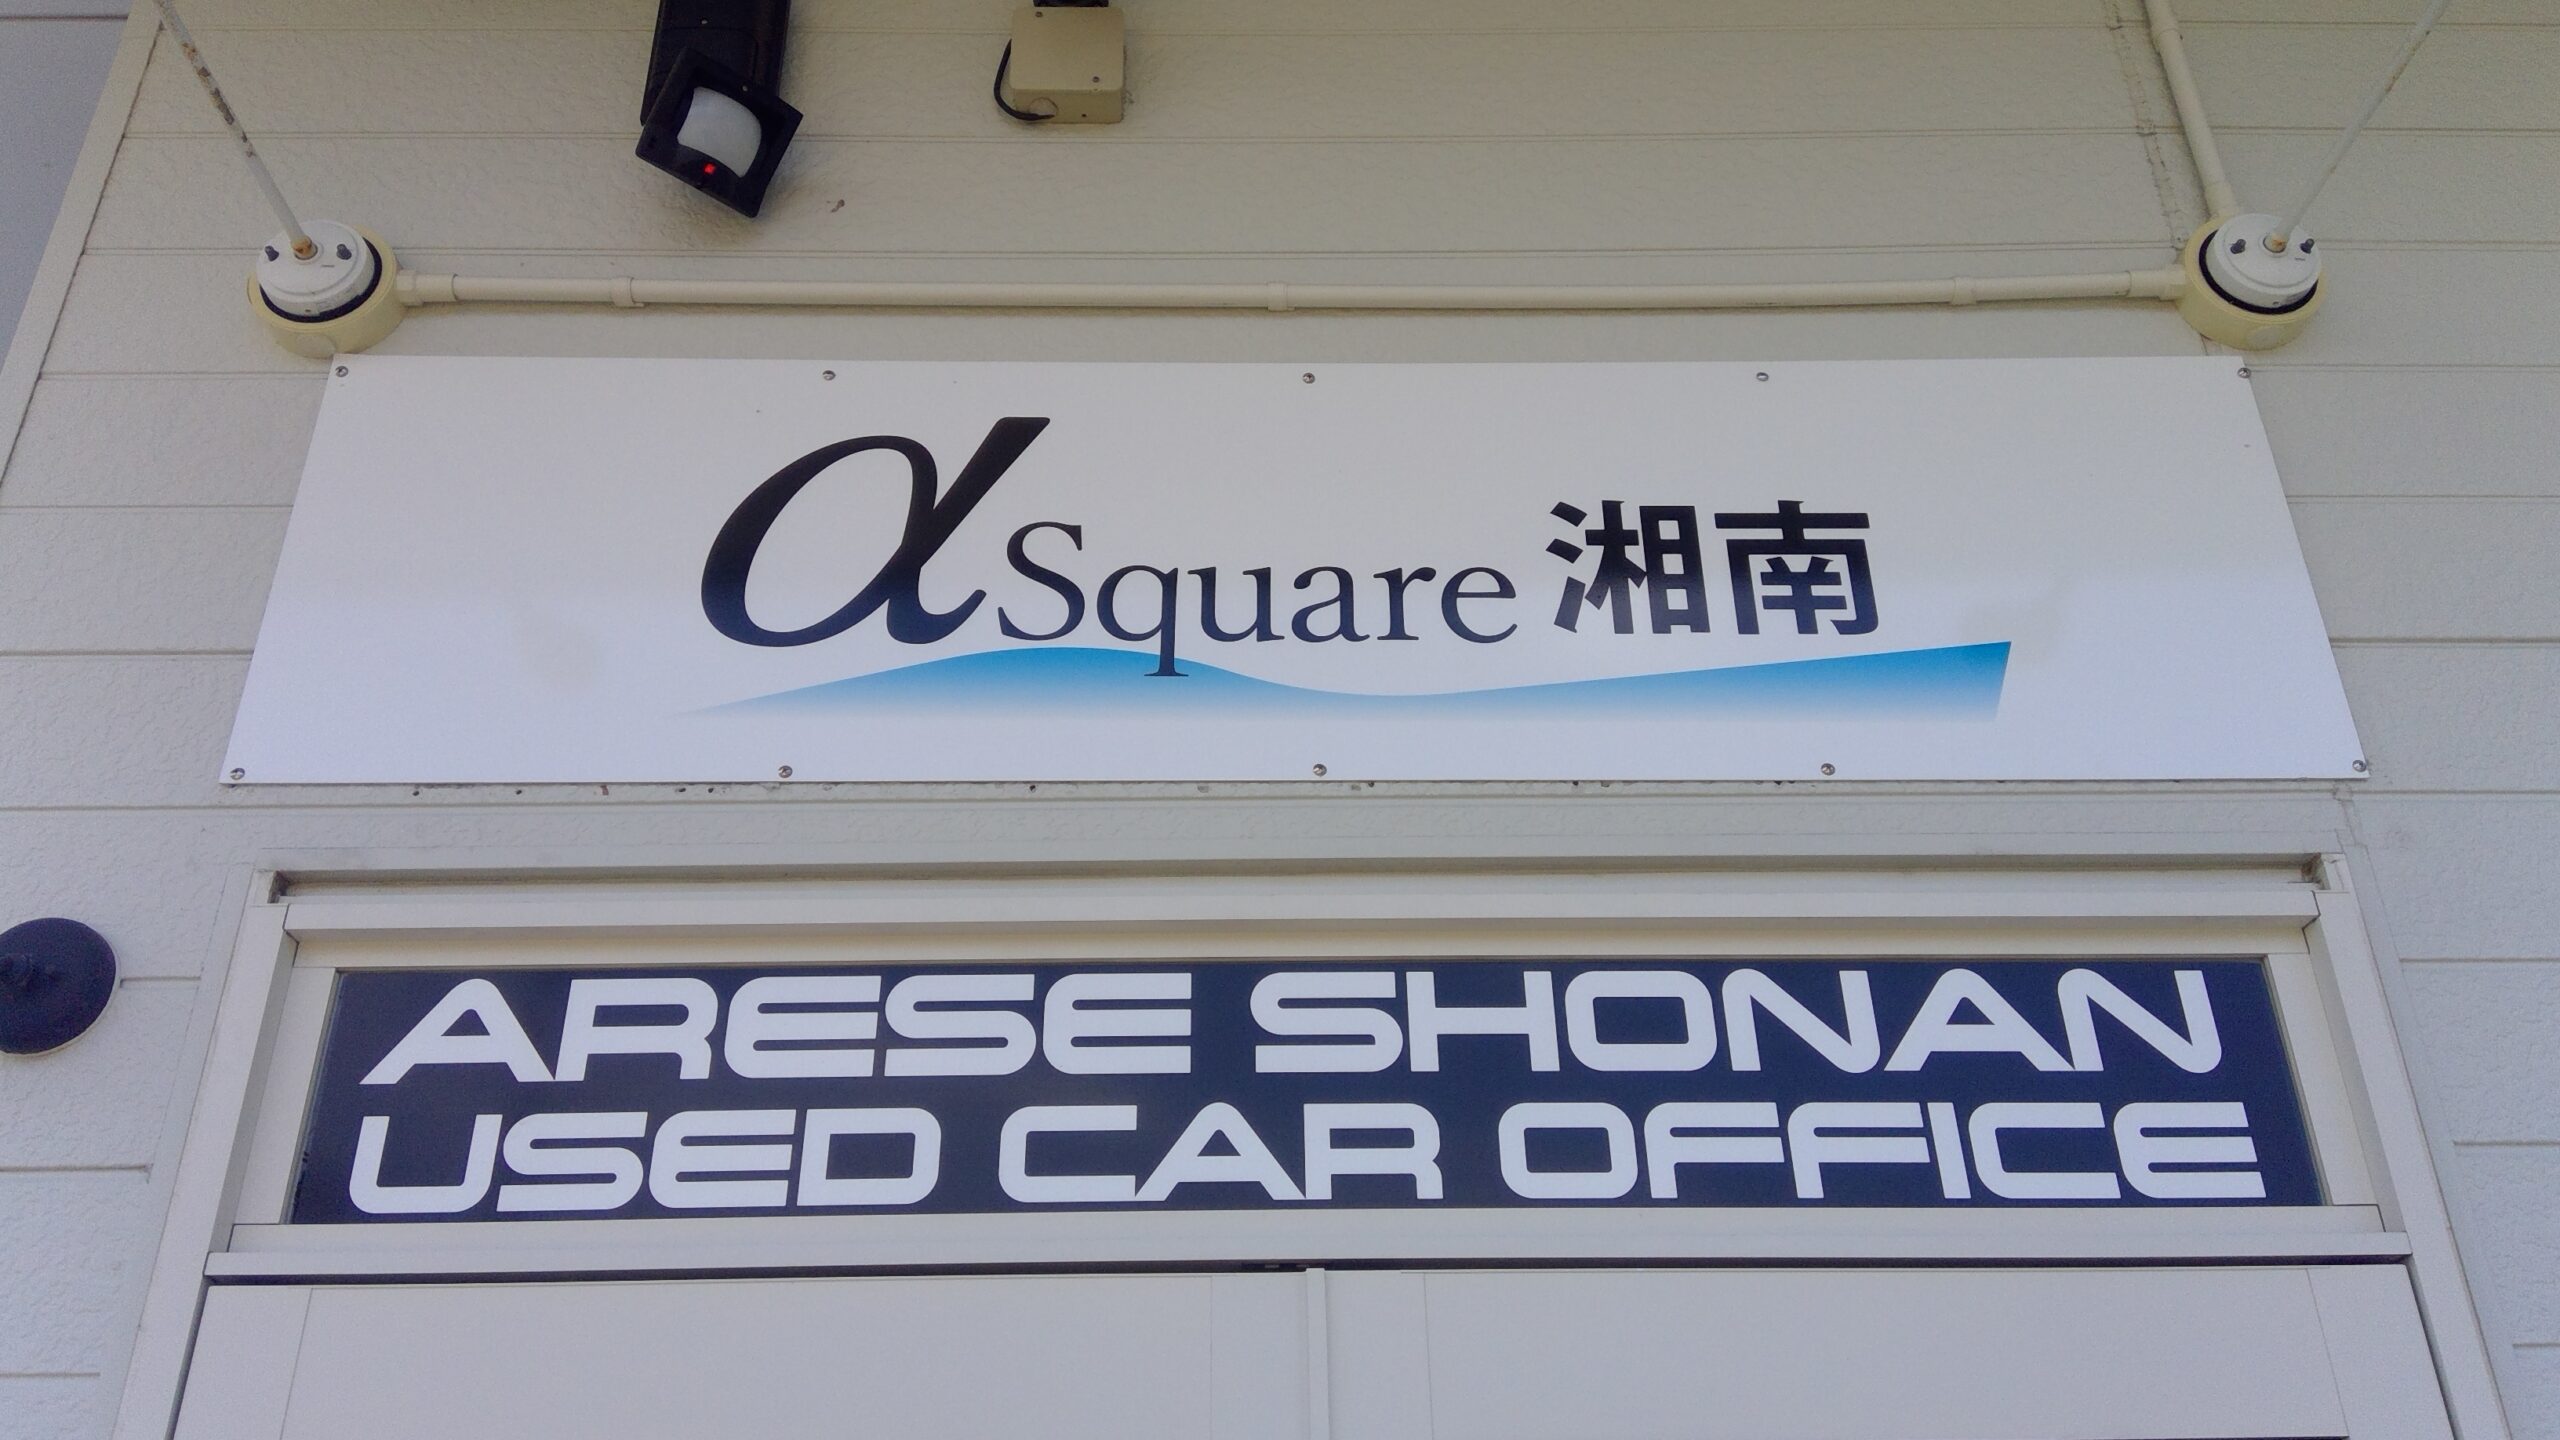 αSquare 湘南
ARESE SHONAN
USED CAR OFFICE